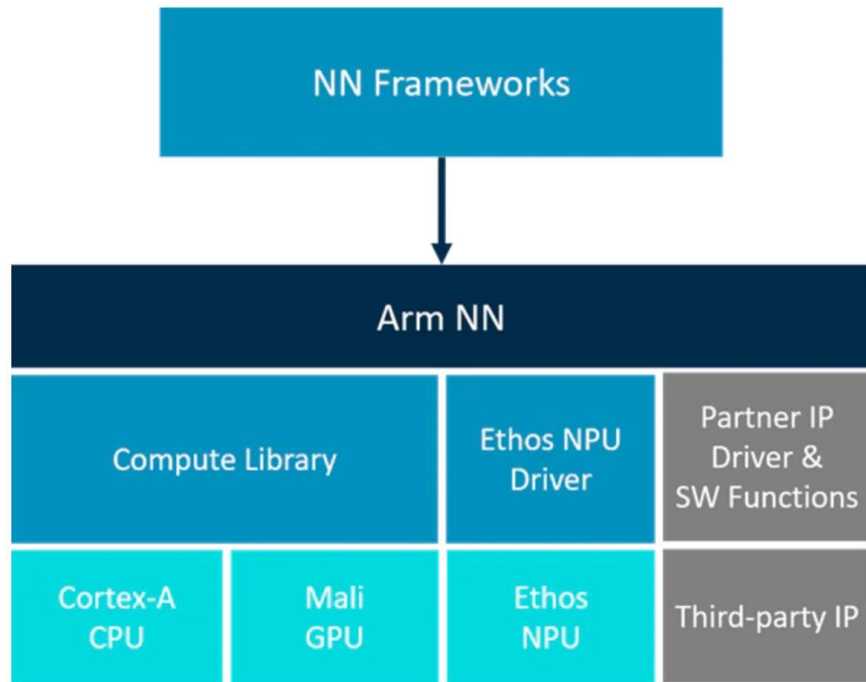 NN Frameworks
Arm NN
Compute Library
Ethos NPU
Driver
Partner IP
Driver &
SW Functions
Cortex-A
CPU
Mali
GPU
Ethos
NPU
Third-party IP